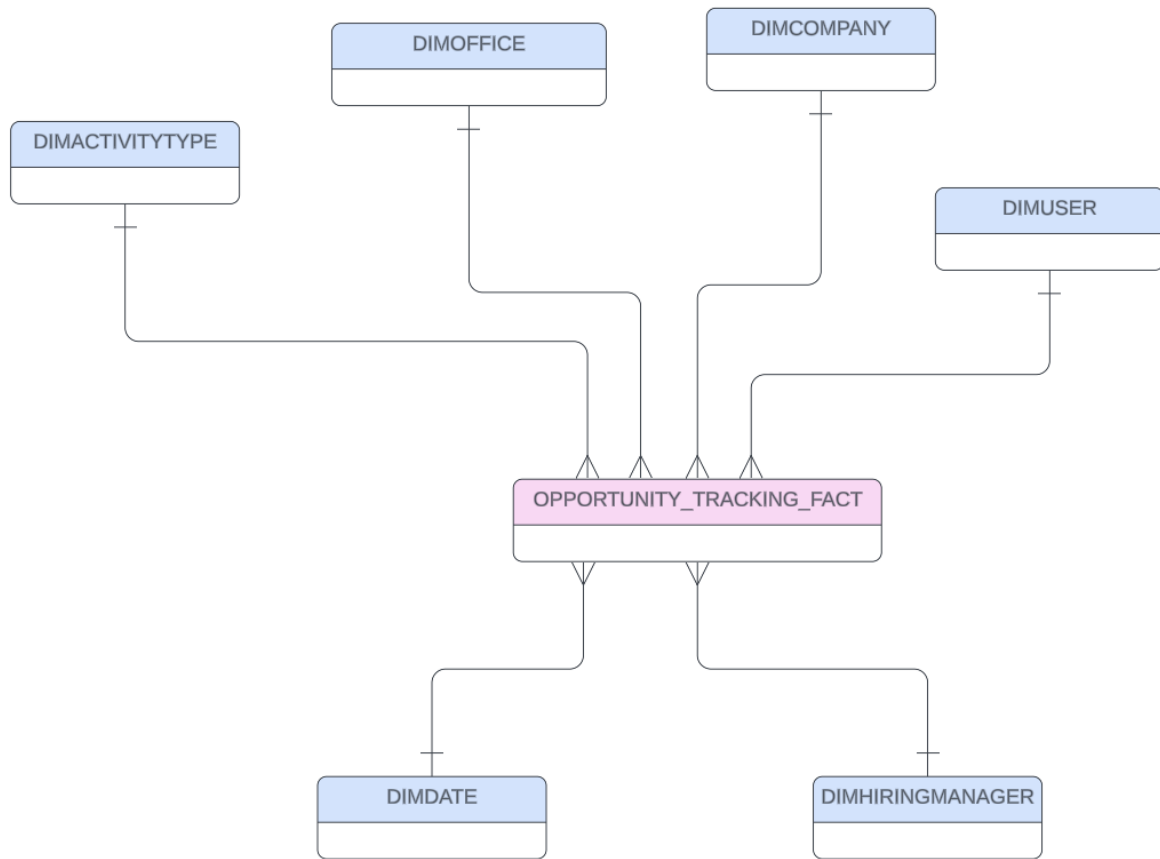 DIMCOMPANY
DIMOFFICE
DIMACTIVITYTYPE
DIMUSER
OPPORTUNITY_TRACKING_FACT
DIMDATE
DIMHIRINGMANAGER